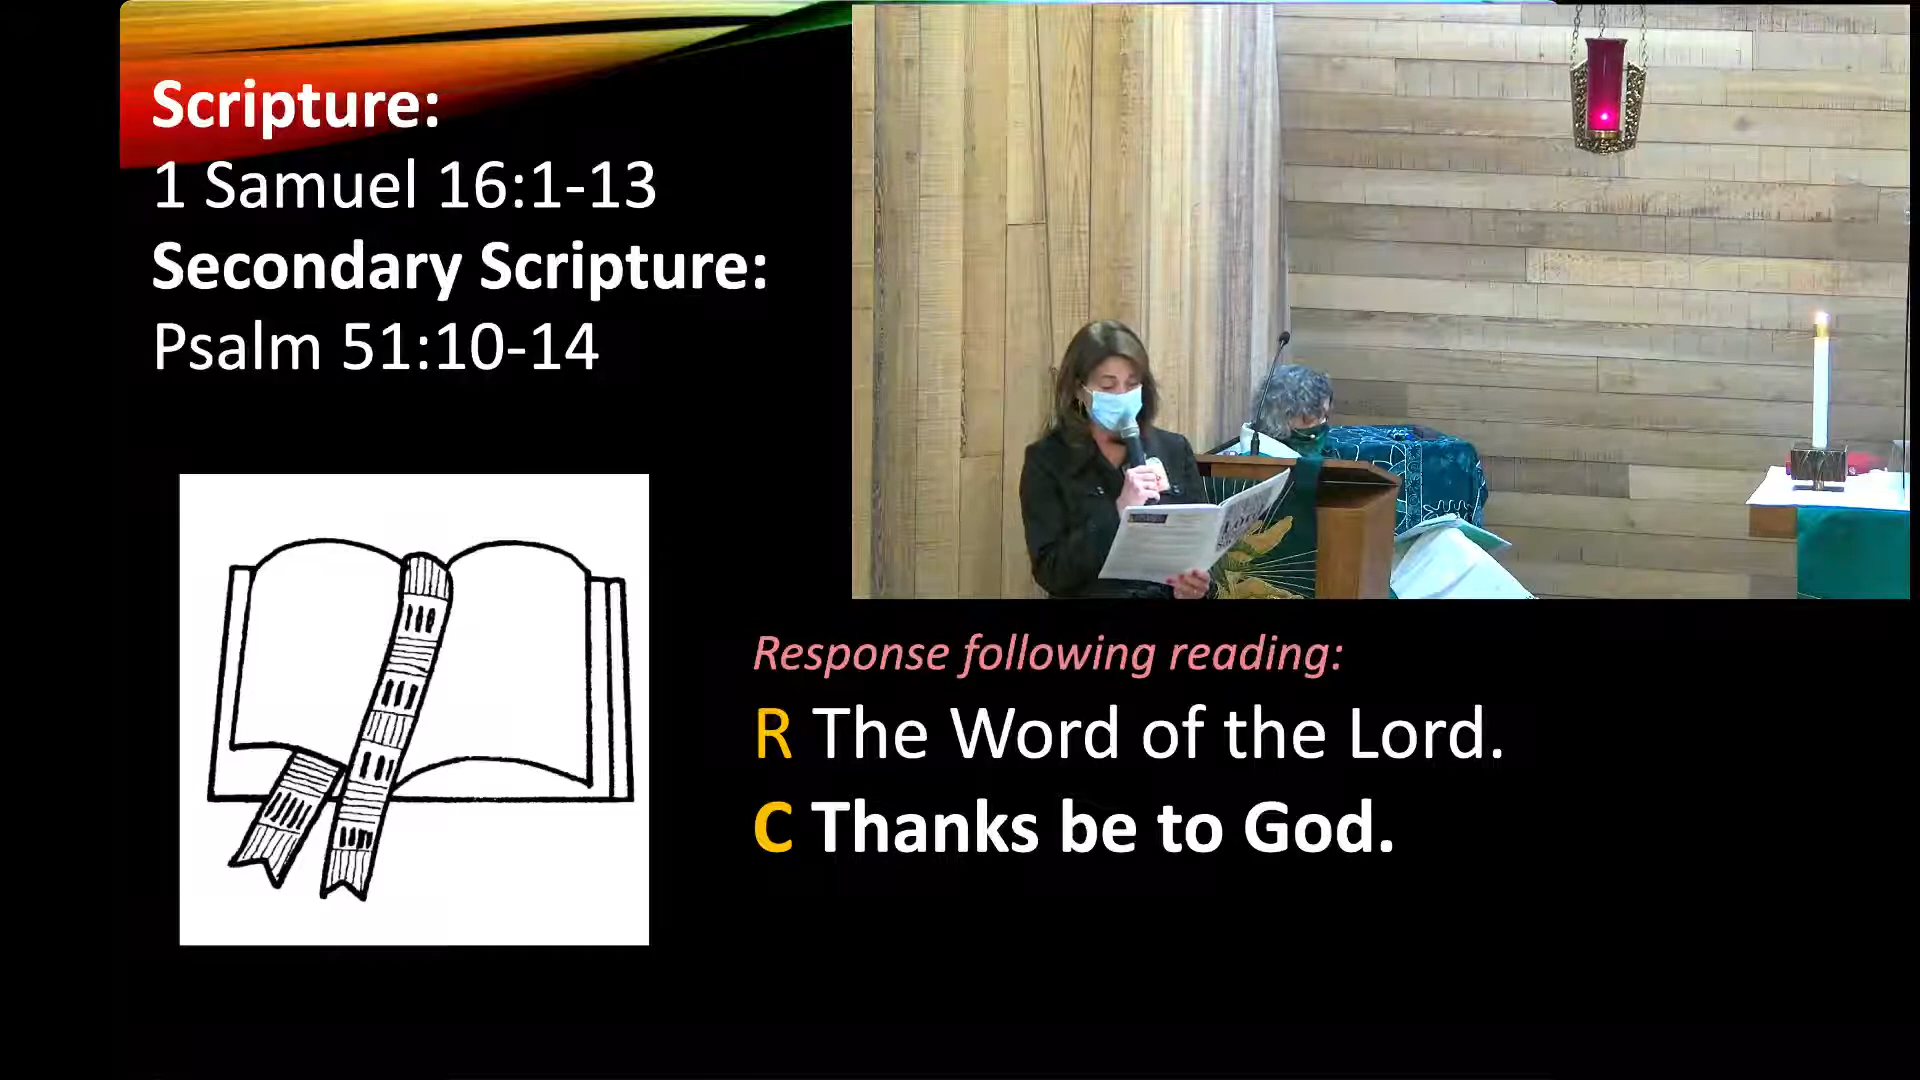 Scripture:
1 Samuel 16:1-13
Secondary Scripture:
Psalm 51:10-14
Response following reading:
R The Word of the Lord.
C Thanks be to God.